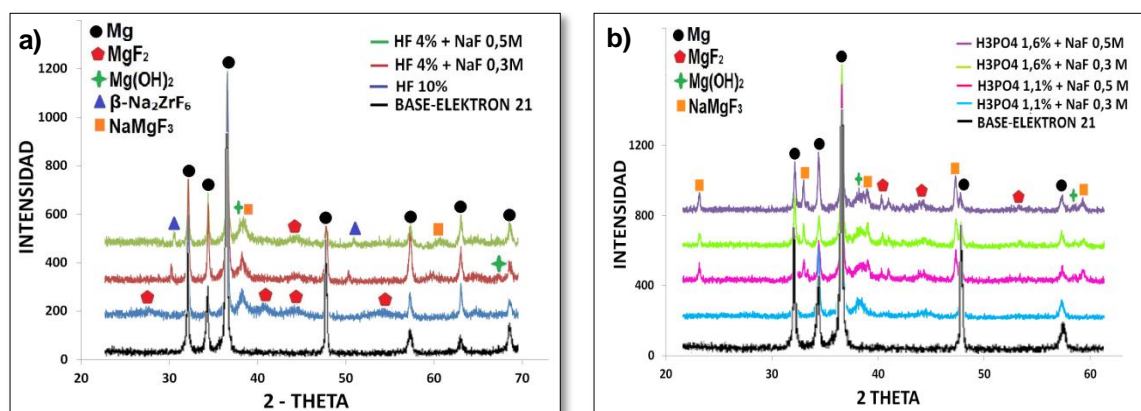 a)
Mg
MgF₂
Mg(OH)₂
β-Na₂ZrF₆
NaMgF₃
HF 4% + NaF 0,5M
HF 4% + NaF 0,3M
HF 10%
BASE-ELEKTRON 21
INTENSIDAD
1200
1000
800
600
400
200
0
20 30 40 50 60 70
2 - THETA
b)
Mg
MgF₂
Mg(OH)₂
NaMgF₃
H3PO4 1,6% + NaF 0,5M
H3PO4 1,6% + NaF 0,3 M
H3PO4 1,1% + NaF 0,5 M
H3PO4 1,1% + NaF 0,3 M
BASE-ELEKTRON 21
INTENSIDAD
1200
800
400
0
20 30 40 50 60
2 THETA